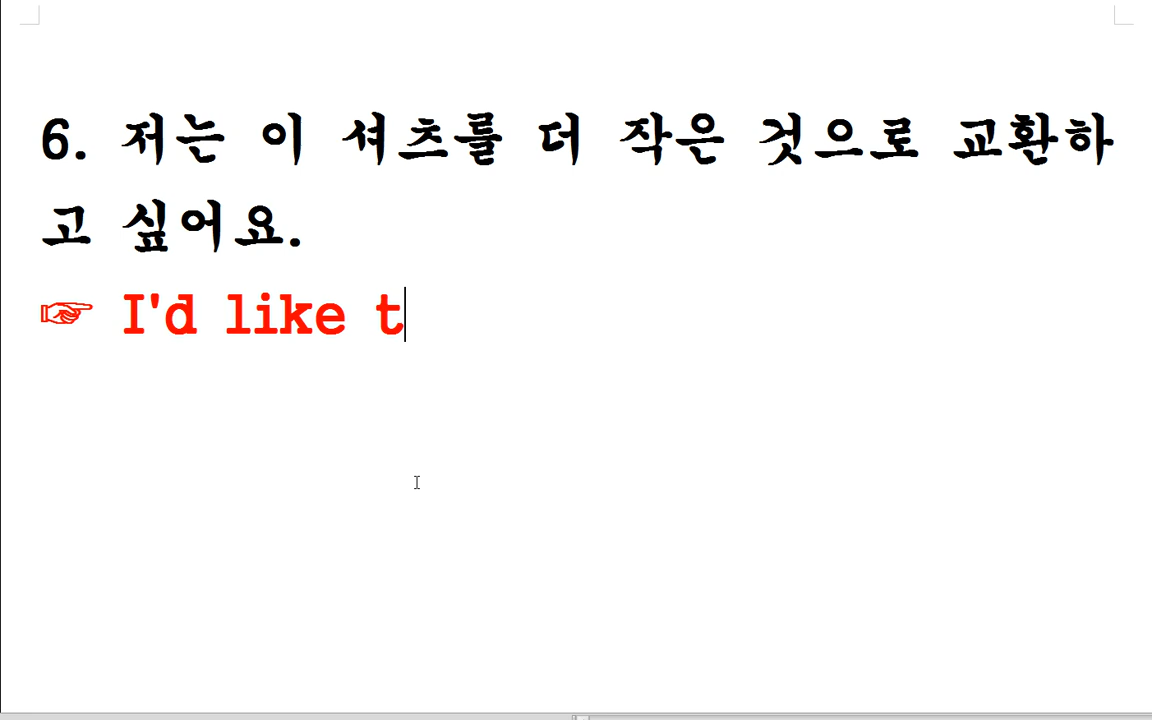 6. 저는 이 셔츠를 더 작은 것으로 교환하
고 싶어요.
☞ I'd like t